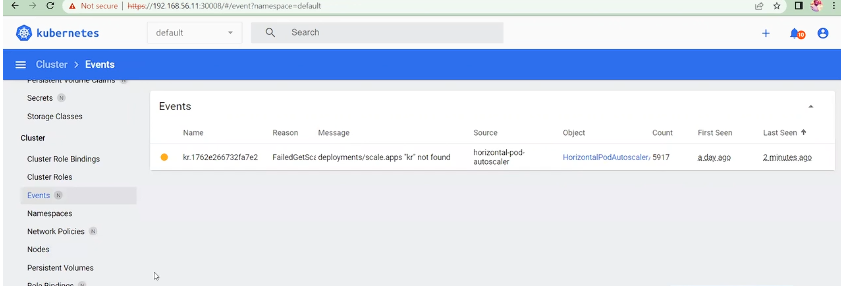 Not secure | https://192.168.56.11:30008/#/event?namespace=default
kubernetes
default
Search
10
Cluster > Events
Persistent Volume Claims N
Secrets N
Storage Classes
Cluster
Cluster Role Bindings
Cluster Roles
Events N
Namespaces
Network Policies N
Nodes
Persistent Volumes
Role Bindings N
Events
Name Reason Message Source Object Count First Seen Last Seen
kr.1762e266732fa7e2 FailedGetSca deployments/scale.apps "kr" not found horizontal-pod-autoscaler HorizontalPodAutoscaler/ 5917 a day ago 2 minutes ago